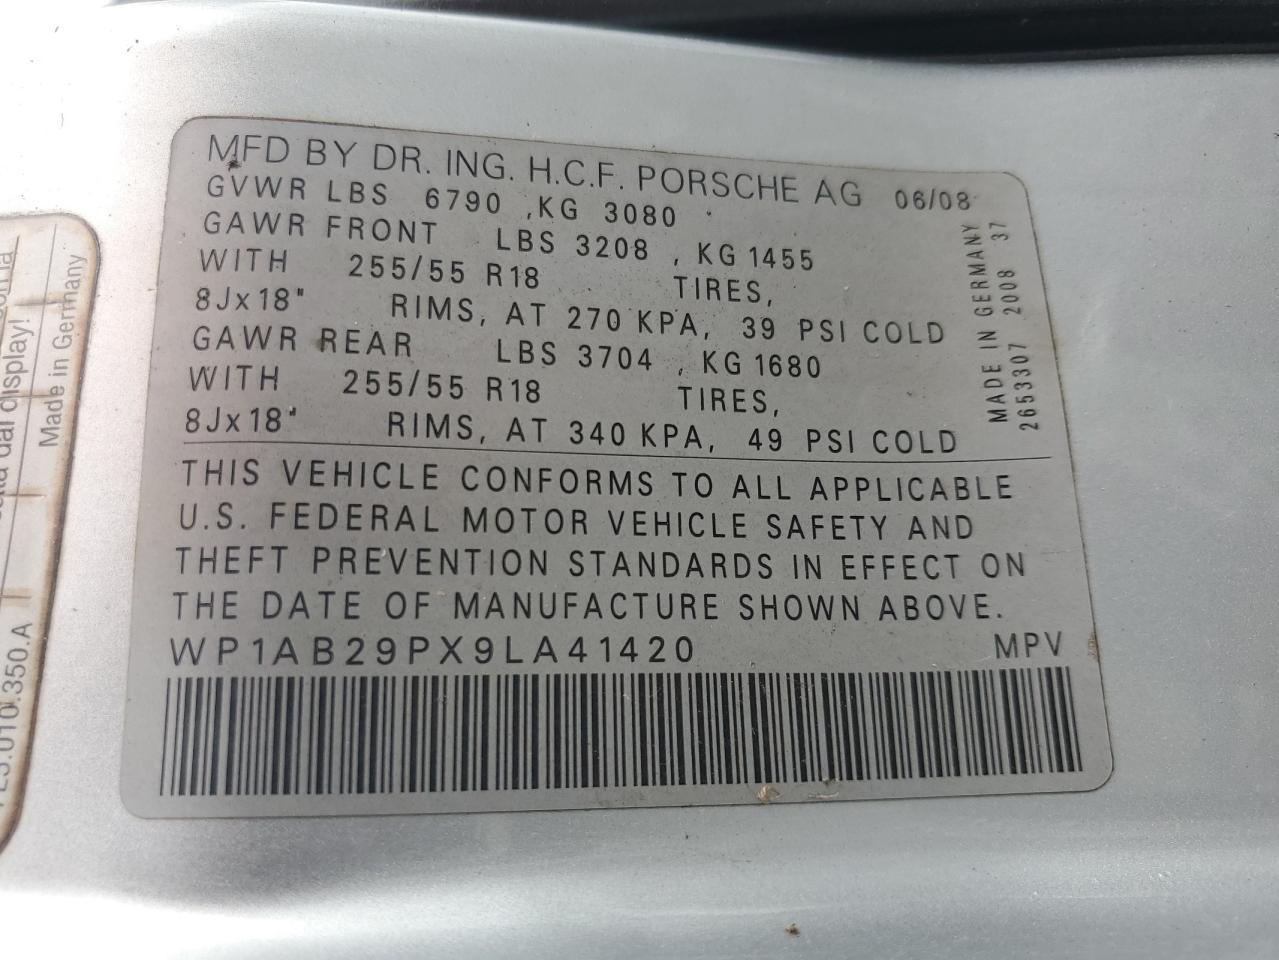 MFD BY DR. ING. H.C.F. PORSCHE AG 06/08
GVWR LBS 6790 ,KG 3080
GAWR FRONT LBS 3208 , KG 1455
WITH 255/55 R18 TIRES,
8Jx18" RIMS, AT 270 KPA, 39 PSI COLD
GAWR REAR LBS 3704 , KG 1680
WITH 255/55 R18 TIRES,
8Jx18" RIMS, AT 340 KPA, 49 PSI COLD
MADE IN GERMANY
2653307 2008 37
THIS VEHICLE CONFORMS TO ALL APPLICABLE
U.S. FEDERAL MOTOR VEHICLE SAFETY AND
THEFT PREVENTION STANDARDS IN EFFECT ON
THE DATE OF MANUFACTURE SHOWN ABOVE.
WP1AB29PX9LA41420 MPV
display!
Made in Germany
.010.350.A